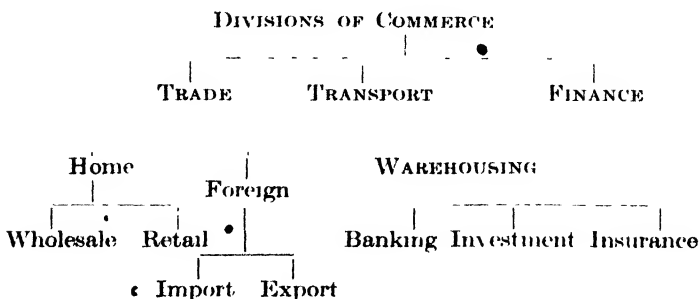 DIVISIONS OF COMMERCE
TRADE TRANSPORT FINANCE
Home WAREHOUSING
Foreign
Wholesale Retail Banking Investment Insurance
Import Export